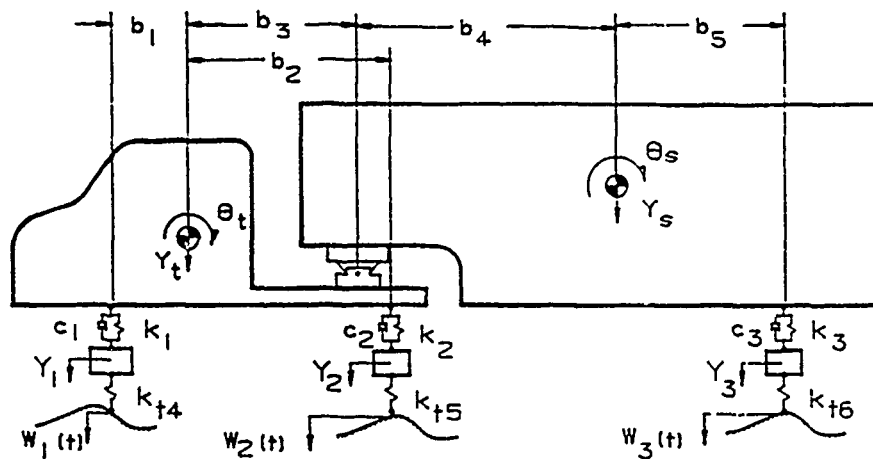 b₁ b₃ b₄ b₅
b₂
θₛ
Yₛ
θₜ
Yₜ
c₁ k₁ c₂ k₂ c₃ k₃
Y₁ Y₂ Y₃
kₜ₄ kₜ₅ kₜ₆
W₁(t) W₂(t) W₃(t)